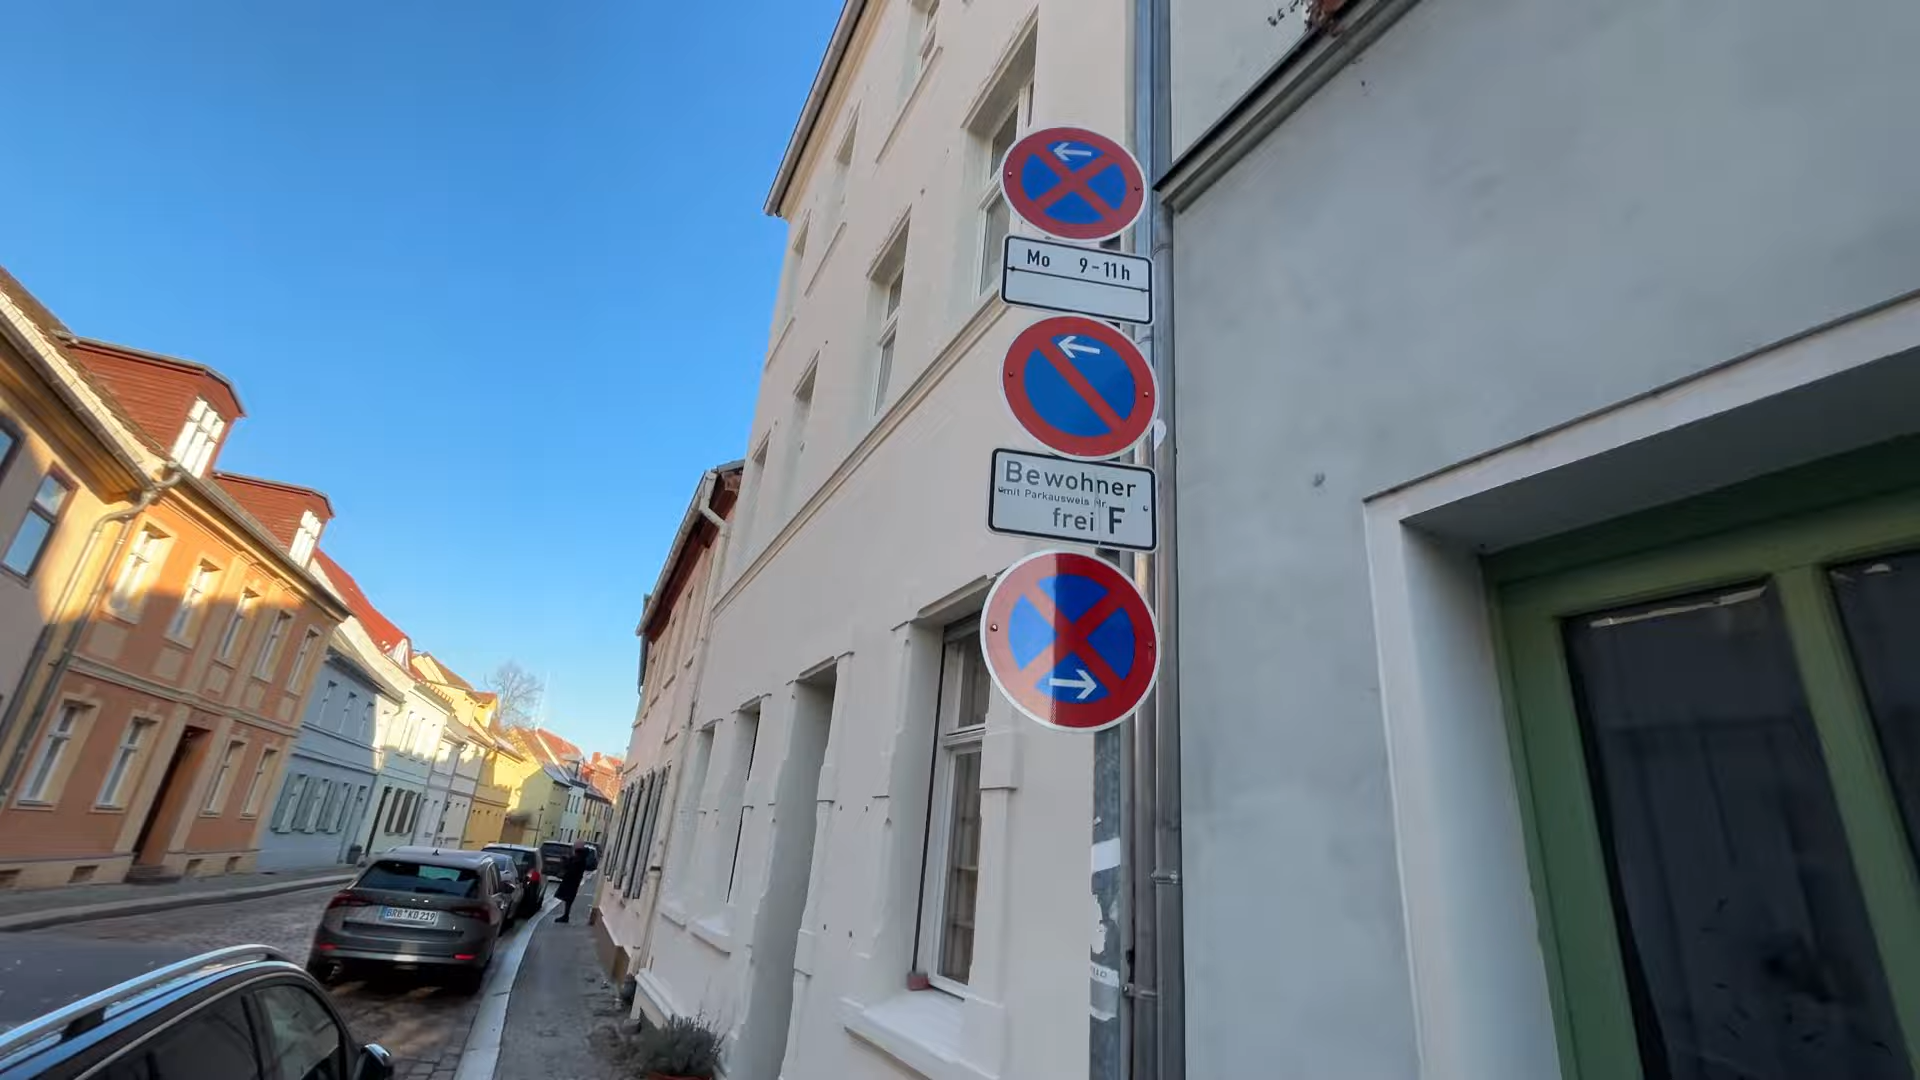 Mo 9-11h
Bewohner
mit Parkausweis Nr.
frei F
BRB KD 219